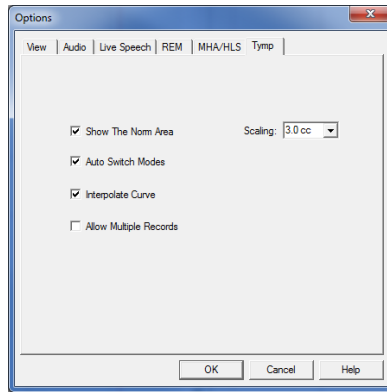 Options
View Audio Live Speech REM MHA/HLS Tymp
Show The Norm Area Scaling: 3.0 cc
Auto Switch Modes
Interpolate Curve
Allow Multiple Records
OK Cancel Help